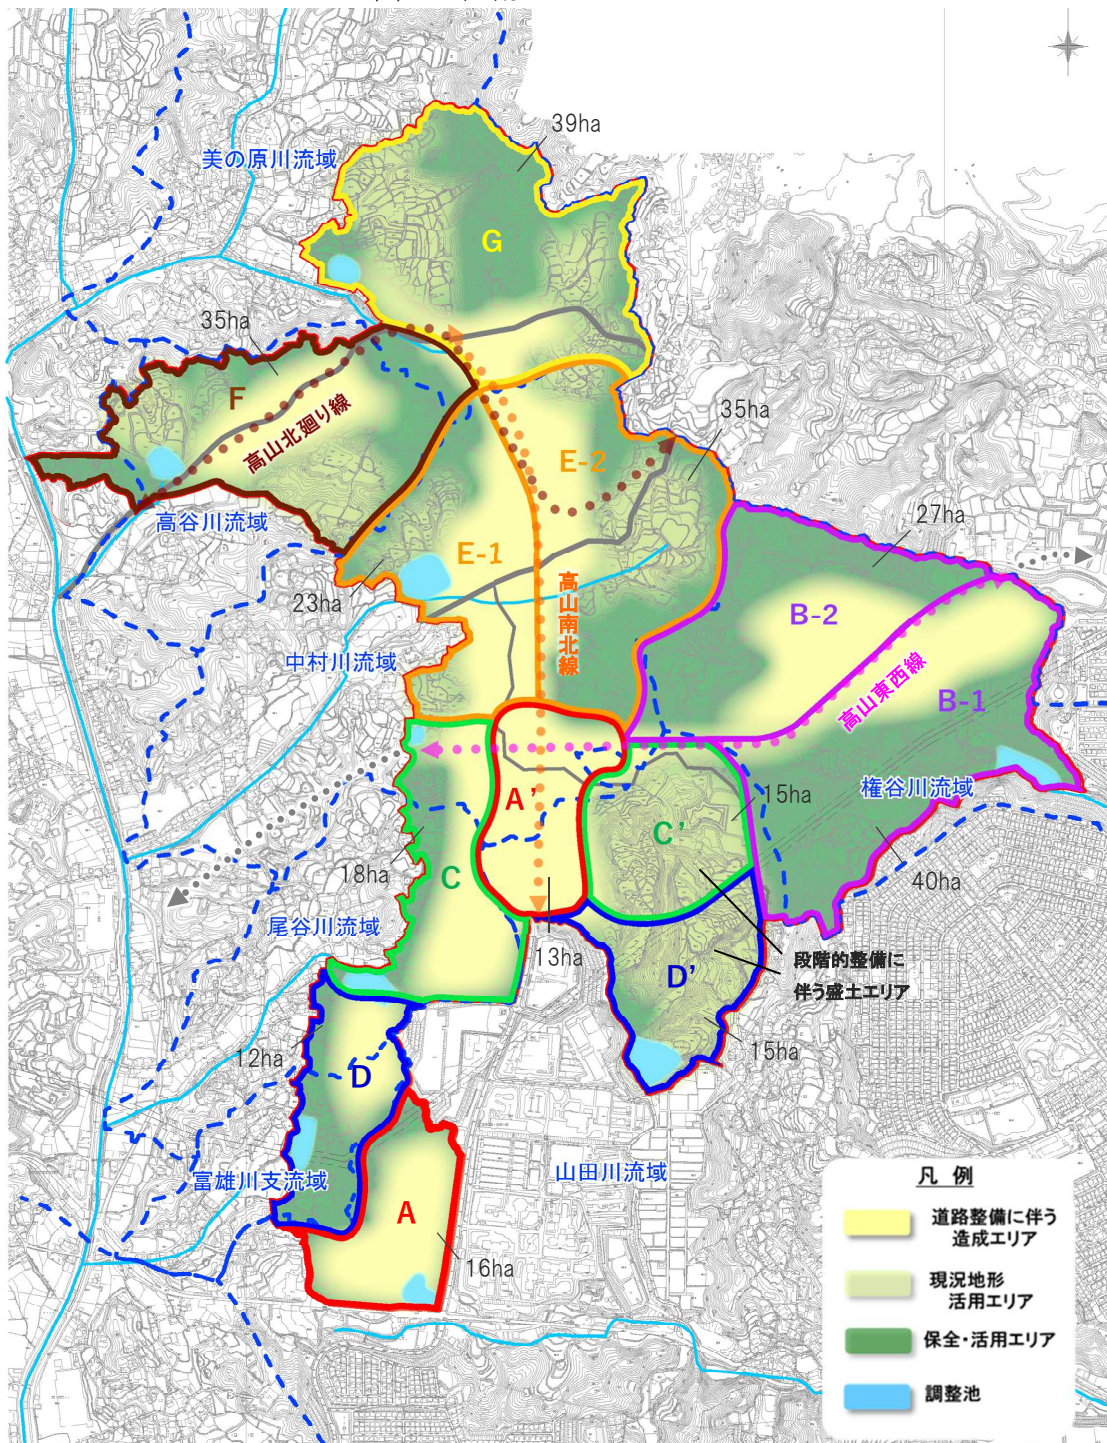 39ha
美の原川流域
G
35ha
F
高山北廻り線
35ha
E-2
高谷川流域
27ha
E-1
高山南北線
23ha
B-2
中村川流域
高山東西線
B-1
A’
15ha
権谷川流域
C’
18ha
C
40ha
尾谷川流域
13ha
段階的整備に
伴う盛土エリア
D’
12ha
15ha
D
富雄川支流域
山田川流域
A
16ha
凡 例
道路整備に伴う
造成エリア
現況地形
活用エリア
保全・活用エリア
調整池